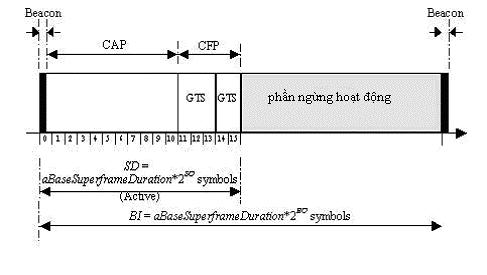 Beacon
Beacon
CAP
CFP
GTS
GTS
phần ngừng hoạt động
0 1 2 3 4 5 6 7 8 9 10 11 12 13 14 15
SD =
aBaseSuperframeDuration*2^SO symbols
(Active)
BI = aBaseSuperframeDuration*2^BO symbols